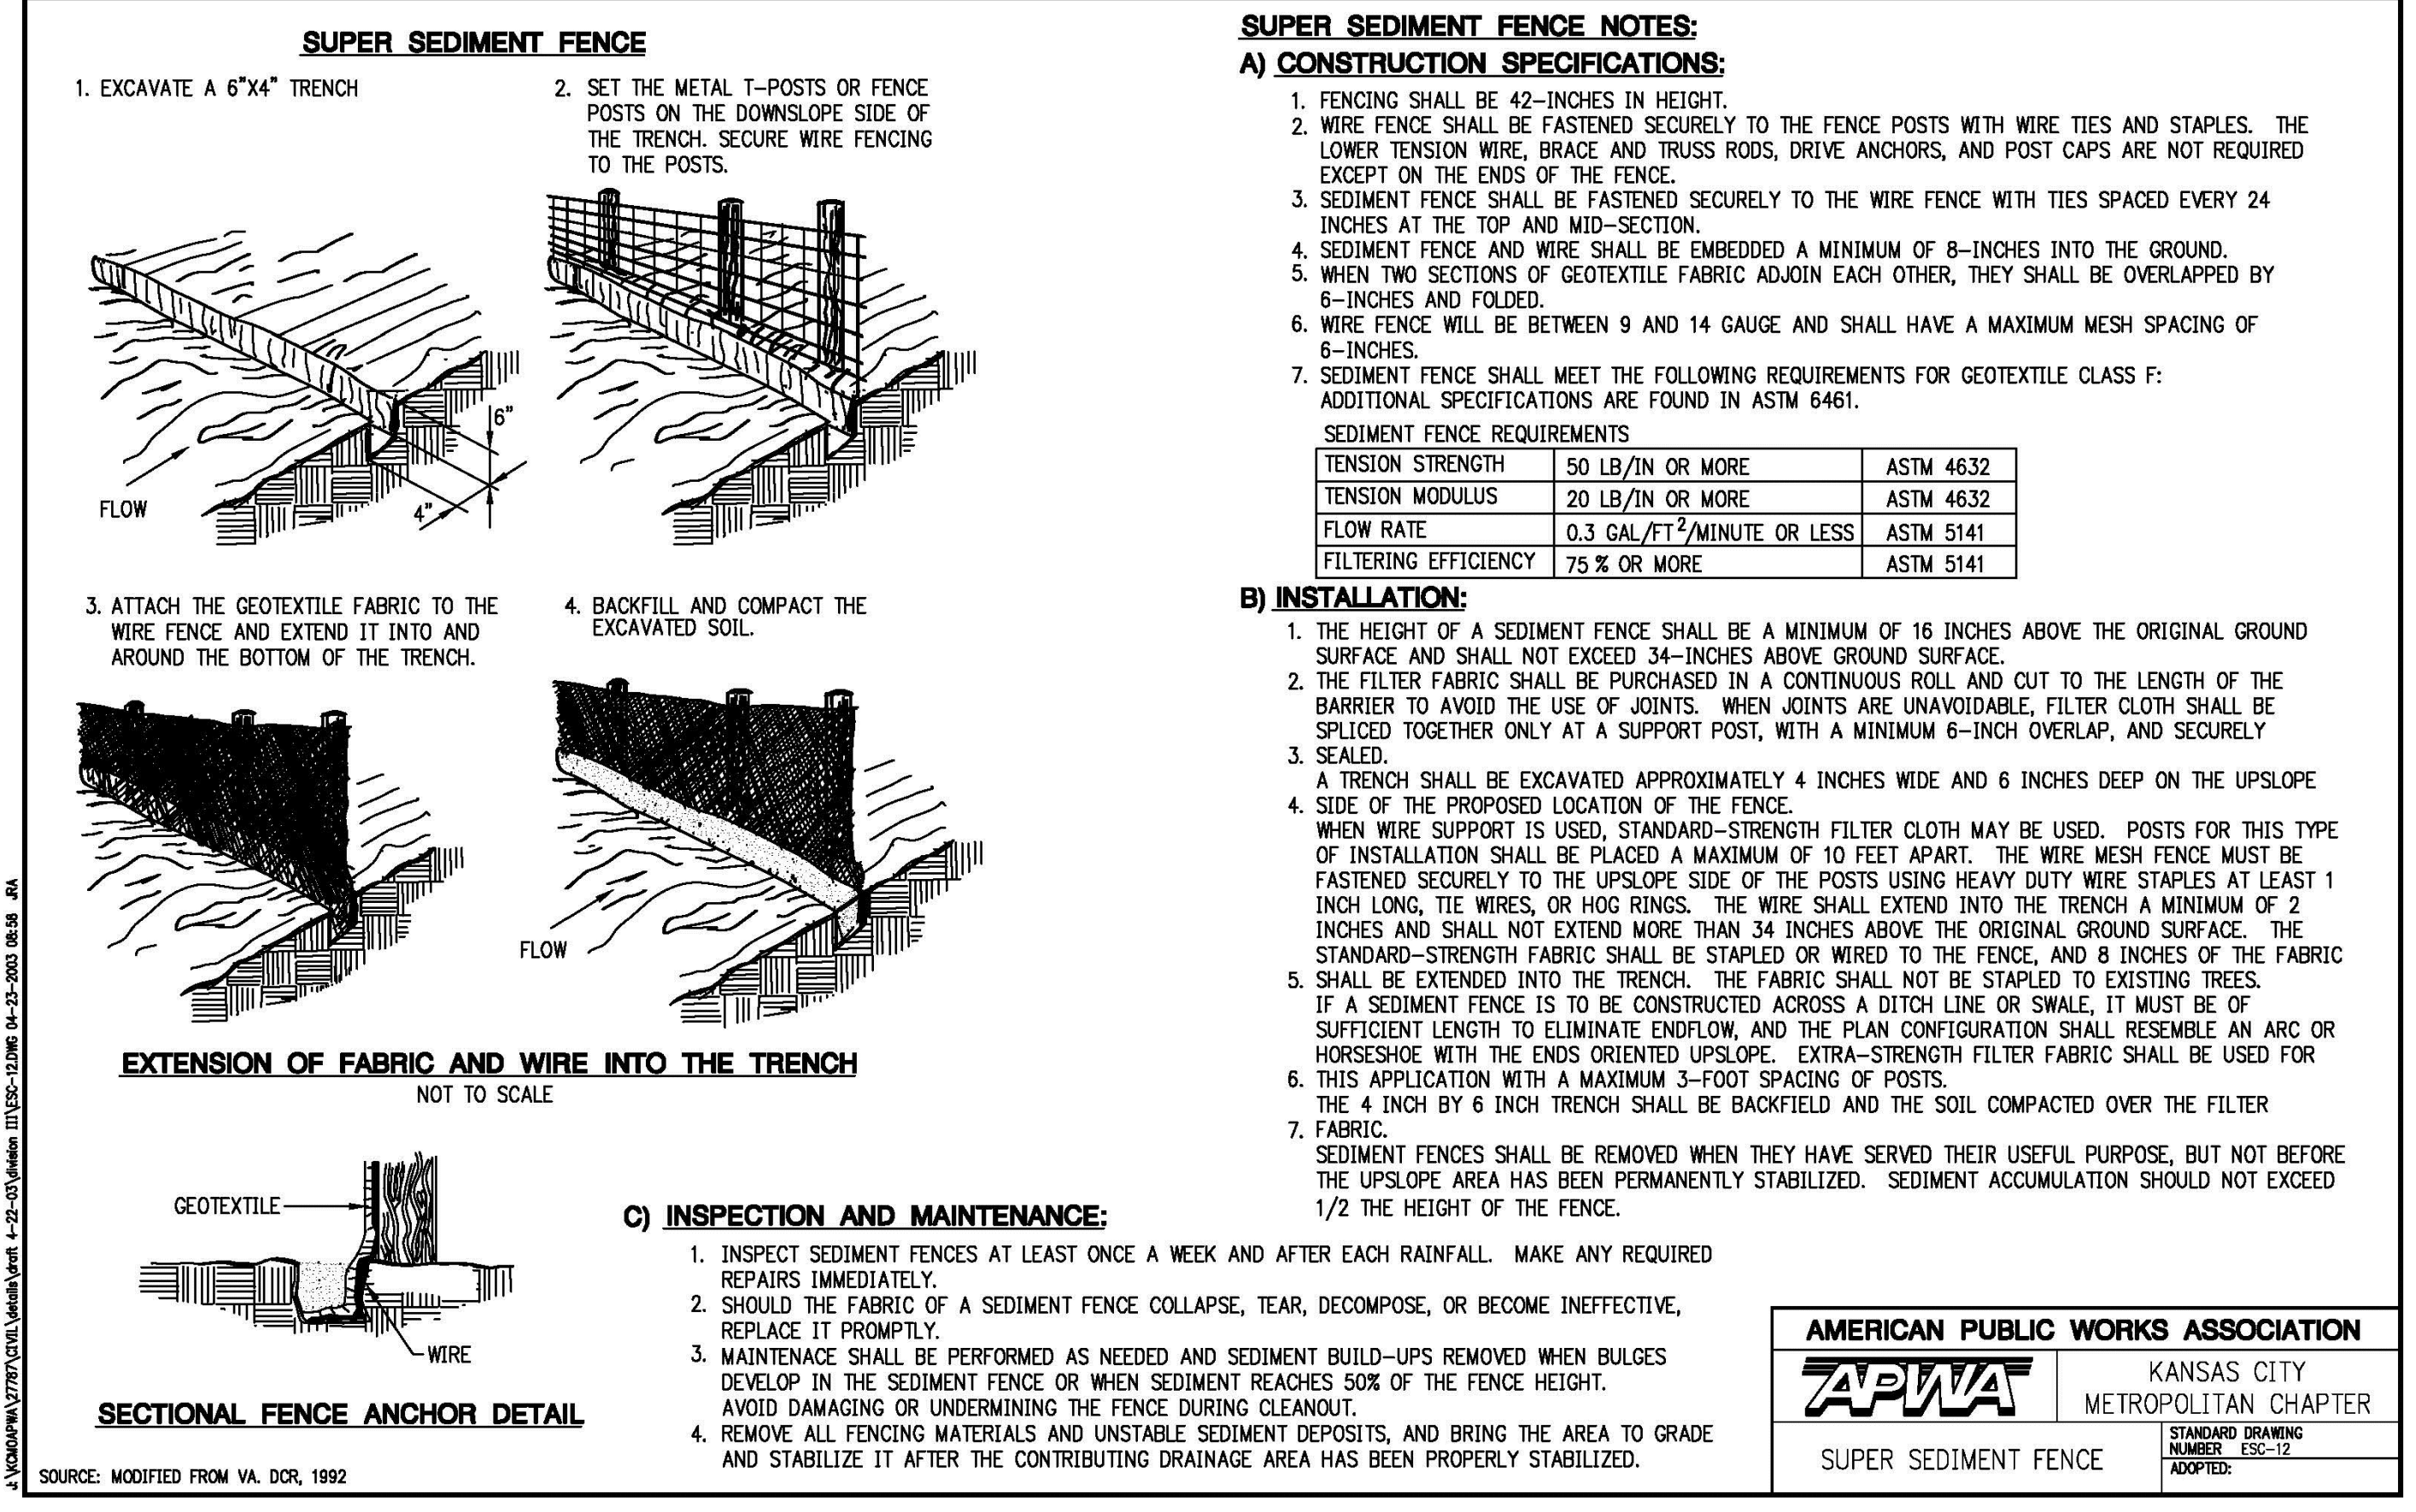 SUPER SEDIMENT FENCE
1. EXCAVATE A 6"X4" TRENCH
2. SET THE METAL T-POSTS OR FENCE
POSTS ON THE DOWNSLOPE SIDE OF
THE TRENCH. SECURE WIRE FENCING
TO THE POSTS.
6"
4"
FLOW
3. ATTACH THE GEOTEXTILE FABRIC TO THE
WIRE FENCE AND EXTEND IT INTO AND
AROUND THE BOTTOM OF THE TRENCH.
4. BACKFILL AND COMPACT THE
EXCAVATED SOIL.
FLOW
EXTENSION OF FABRIC AND WIRE INTO THE TRENCH
NOT TO SCALE
GEOTEXTILE
WIRE
SECTIONAL FENCE ANCHOR DETAIL
SOURCE: MODIFIED FROM VA. DCR, 1992
J:\KCMOAPWA\27787\CIVIL\details\draft 4-22-03\division III\ESC-12.DWG 04-23-2003 08:58 JRA
SUPER SEDIMENT FENCE NOTES:
A) CONSTRUCTION SPECIFICATIONS:
1. FENCING SHALL BE 42-INCHES IN HEIGHT.
2. WIRE FENCE SHALL BE FASTENED SECURELY TO THE FENCE POSTS WITH WIRE TIES AND STAPLES. THE
LOWER TENSION WIRE, BRACE AND TRUSS RODS, DRIVE ANCHORS, AND POST CAPS ARE NOT REQUIRED
EXCEPT ON THE ENDS OF THE FENCE.
3. SEDIMENT FENCE SHALL BE FASTENED SECURELY TO THE WIRE FENCE WITH TIES SPACED EVERY 24
INCHES AT THE TOP AND MID-SECTION.
4. SEDIMENT FENCE AND WIRE SHALL BE EMBEDDED A MINIMUM OF 8-INCHES INTO THE GROUND.
5. WHEN TWO SECTIONS OF GEOTEXTILE FABRIC ADJOIN EACH OTHER, THEY SHALL BE OVERLAPPED BY
6-INCHES AND FOLDED.
6. WIRE FENCE WILL BE BETWEEN 9 AND 14 GAUGE AND SHALL HAVE A MAXIMUM MESH SPACING OF
6-INCHES.
7. SEDIMENT FENCE SHALL MEET THE FOLLOWING REQUIREMENTS FOR GEOTEXTILE CLASS F:
ADDITIONAL SPECIFICATIONS ARE FOUND IN ASTM 6461.
SEDIMENT FENCE REQUIREMENTS
TENSION STRENGTH 50 LB/IN OR MORE ASTM 4632
TENSION MODULUS 20 LB/IN OR MORE ASTM 4632
FLOW RATE 0.3 GAL/FT²/MINUTE OR LESS ASTM 5141
FILTERING EFFICIENCY 75 % OR MORE ASTM 5141
B) INSTALLATION:
1. THE HEIGHT OF A SEDIMENT FENCE SHALL BE A MINIMUM OF 16 INCHES ABOVE THE ORIGINAL GROUND
SURFACE AND SHALL NOT EXCEED 34-INCHES ABOVE GROUND SURFACE.
2. THE FILTER FABRIC SHALL BE PURCHASED IN A CONTINUOUS ROLL AND CUT TO THE LENGTH OF THE
BARRIER TO AVOID THE USE OF JOINTS. WHEN JOINTS ARE UNAVOIDABLE, FILTER CLOTH SHALL BE
SPLICED TOGETHER ONLY AT A SUPPORT POST, WITH A MINIMUM 6-INCH OVERLAP, AND SECURELY
3. SEALED.
A TRENCH SHALL BE EXCAVATED APPROXIMATELY 4 INCHES WIDE AND 6 INCHES DEEP ON THE UPSLOPE
4. SIDE OF THE PROPOSED LOCATION OF THE FENCE.
WHEN WIRE SUPPORT IS USED, STANDARD-STRENGTH FILTER CLOTH MAY BE USED. POSTS FOR THIS TYPE
OF INSTALLATION SHALL BE PLACED A MAXIMUM OF 10 FEET APART. THE WIRE MESH FENCE MUST BE
FASTENED SECURELY TO THE UPSLOPE SIDE OF THE POSTS USING HEAVY DUTY WIRE STAPLES AT LEAST 1
INCH LONG, TIE WIRES, OR HOG RINGS. THE WIRE SHALL EXTEND INTO THE TRENCH A MINIMUM OF 2
INCHES AND SHALL NOT EXTEND MORE THAN 34 INCHES ABOVE THE ORIGINAL GROUND SURFACE. THE
STANDARD-STRENGTH FABRIC SHALL BE STAPLED OR WIRED TO THE FENCE, AND 8 INCHES OF THE FABRIC
5. SHALL BE EXTENDED INTO THE TRENCH. THE FABRIC SHALL NOT BE STAPLED TO EXISTING TREES.
IF A SEDIMENT FENCE IS TO BE CONSTRUCTED ACROSS A DITCH LINE OR SWALE, IT MUST BE OF
SUFFICIENT LENGTH TO ELIMINATE ENDFLOW, AND THE PLAN CONFIGURATION SHALL RESEMBLE AN ARC OR
HORSESHOE WITH THE ENDS ORIENTED UPSLOPE. EXTRA-STRENGTH FILTER FABRIC SHALL BE USED FOR
6. THIS APPLICATION WITH A MAXIMUM 3-FOOT SPACING OF POSTS.
THE 4 INCH BY 6 INCH TRENCH SHALL BE BACKFIELD AND THE SOIL COMPACTED OVER THE FILTER
7. FABRIC.
SEDIMENT FENCES SHALL BE REMOVED WHEN THEY HAVE SERVED THEIR USEFUL PURPOSE, BUT NOT BEFORE
THE UPSLOPE AREA HAS BEEN PERMANENTLY STABILIZED. SEDIMENT ACCUMULATION SHOULD NOT EXCEED
1/2 THE HEIGHT OF THE FENCE.
C) INSPECTION AND MAINTENANCE:
1. INSPECT SEDIMENT FENCES AT LEAST ONCE A WEEK AND AFTER EACH RAINFALL. MAKE ANY REQUIRED
REPAIRS IMMEDIATELY.
2. SHOULD THE FABRIC OF A SEDIMENT FENCE COLLAPSE, TEAR, DECOMPOSE, OR BECOME INEFFECTIVE,
REPLACE IT PROMPTLY.
3. MAINTENACE SHALL BE PERFORMED AS NEEDED AND SEDIMENT BUILD-UPS REMOVED WHEN BULGES
DEVELOP IN THE SEDIMENT FENCE OR WHEN SEDIMENT REACHES 50% OF THE FENCE HEIGHT.
AVOID DAMAGING OR UNDERMINING THE FENCE DURING CLEANOUT.
4. REMOVE ALL FENCING MATERIALS AND UNSTABLE SEDIMENT DEPOSITS, AND BRING THE AREA TO GRADE
AND STABILIZE IT AFTER THE CONTRIBUTING DRAINAGE AREA HAS BEEN PROPERLY STABILIZED.
AMERICAN PUBLIC WORKS ASSOCIATION
APWA
KANSAS CITY
METROPOLITAN CHAPTER
SUPER SEDIMENT FENCE
STANDARD DRAWING
NUMBER ESC-12
ADOPTED: